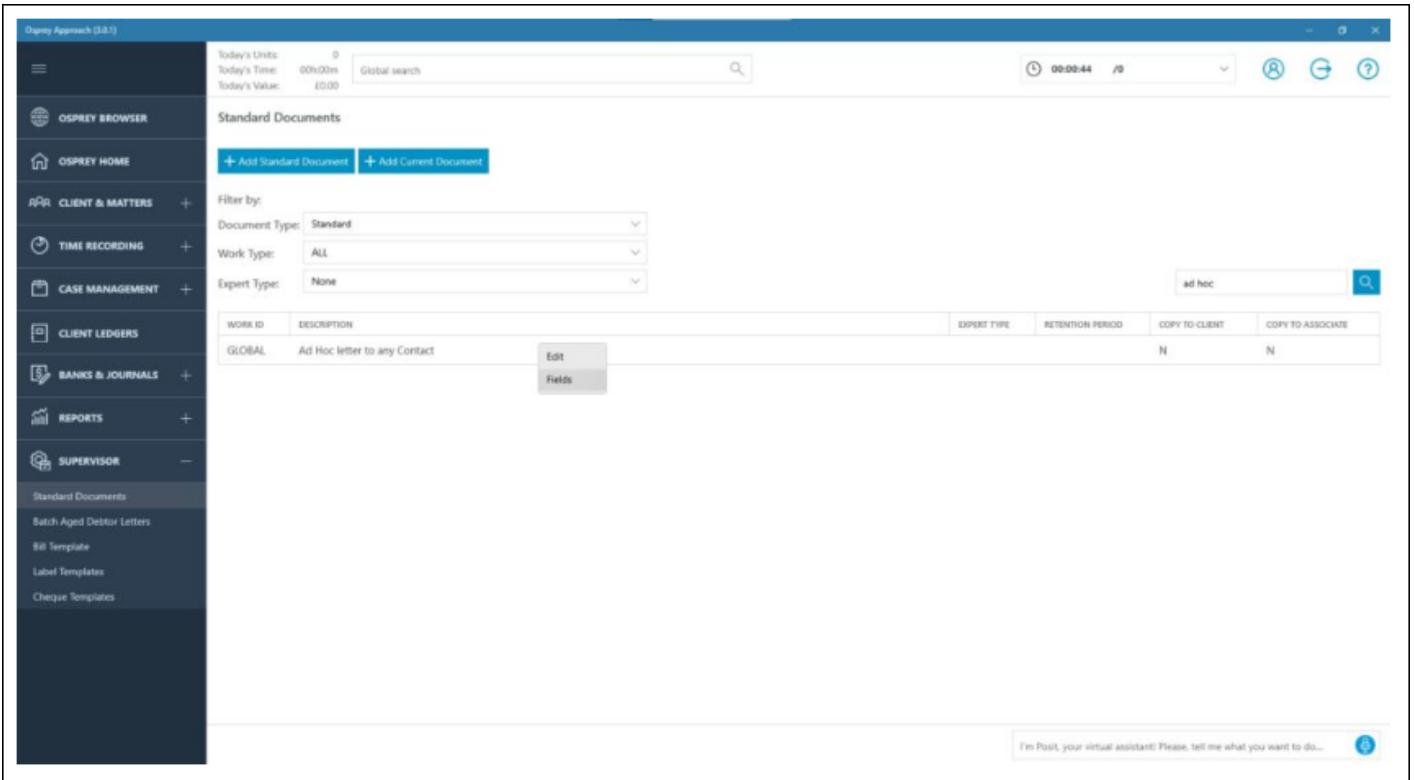 Osprey Approach (3.0.1)
Today's Units: 0
Today's Time: 00h:00m
Today's Value: £0.00
Global search
00:00:44 /0
OSPREY BROWSER
OSPREY HOME
CLIENT & MATTERS
TIME RECORDING
CASE MANAGEMENT
CLIENT LEDGERS
BANKS & JOURNALS
REPORTS
SUPERVISOR
Standard Documents
Batch Aged Debtor Letters
Bill Template
Label Templates
Cheque Templates
Standard Documents
+ Add Standard Document + Add Current Document
Filter by:
Document Type: Standard
Work Type: ALL
Expert Type: None
ad hoc
WORK ID DESCRIPTION EXPERT TYPE RETENTION PERIOD COPY TO CLIENT COPY TO ASSOCIATE
GLOBAL Ad Hoc letter to any Contact N N
Edit
Fields
I'm Posit, your virtual assistant! Please, tell me what you want to do...